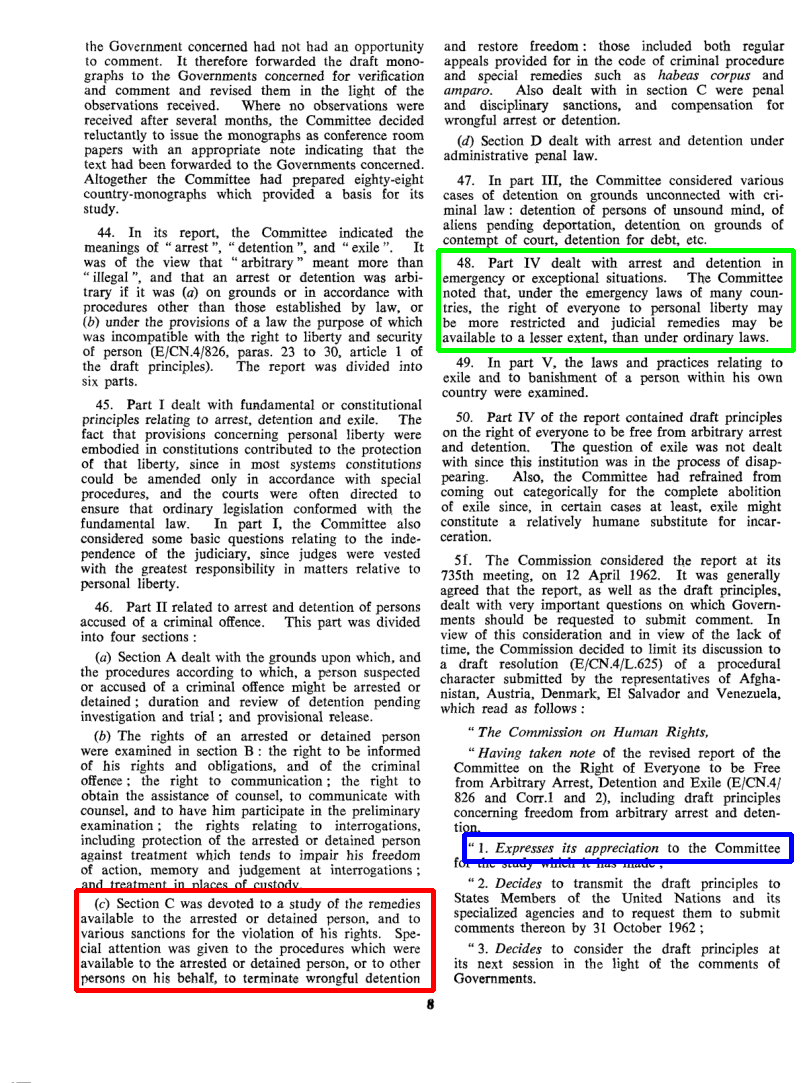 the Government concerned had not had an opportunity
to comment. It therefore forwarded the draft mono-
graphs to the Governments concerned for verification
and comment and revised them in the light of the
observations received. Where no observations were
received after several months, the Committee decided
reluctantly to issue the monographs as conference room
papers with an appropriate note indicating that the
text had been forwarded to the Governments concerned.
Altogether the Committee had prepared eighty-eight
country-monographs which provided a basis for its
study.
44. In its report, the Committee indicated the
meanings of “ arrest ”, “ detention ”, and “ exile ”. It
was of the view that “ arbitrary ” meant more than
“ illegal ”, and that an arrest or detention was arbi-
trary if it was (a) on grounds or in accordance with
procedures other than those established by law, or
(b) under the provisions of a law the purpose of which
was incompatible with the right to liberty and security
of person (E/CN.4/826, paras. 23 to 30, article 1 of
the draft principles). The report was divided into
six parts.
45. Part I dealt with fundamental or constitutional
principles relating to arrest, detention and exile. The
fact that provisions concerning personal liberty were
embodied in constitutions contributed to the protection
of that liberty, since in most systems constitutions
could be amended only in accordance with special
procedures, and the courts were often directed to
ensure that ordinary legislation conformed with the
fundamental law. In part I, the Committee also
considered some basic questions relating to the inde-
pendence of the judiciary, since judges were vested
with the greatest responsibility in matters relative to
personal liberty.
46. Part II related to arrest and detention of persons
accused of a criminal offence. This part was divided
into four sections :
(a) Section A dealt with the grounds upon which, and
the procedures according to which, a person suspected
or accused of a criminal offence might be arrested or
detained ; duration and review of detention pending
investigation and trial ; and provisional release.
(b) The rights of an arrested or detained person
were examined in section B : the right to be informed
of his rights and obligations, and of the criminal
offence ; the right to communication ; the right to
obtain the assistance of counsel, to communicate with
counsel, and to have him participate in the preliminary
examination ; the rights relating to interrogations,
including protection of the arrested or detained person
against treatment which tends to impair his freedom
of action, memory and judgement at interrogations ;
and treatment in places of custody.
(c) Section C was devoted to a study of the remedies
available to the arrested or detained person, and to
various sanctions for the violation of his rights. Spe-
cial attention was given to the procedures which were
available to the arrested or detained person, or to other
persons on his behalf, to terminate wrongful detention
and restore freedom : those included both regular
appeals provided for in the code of criminal procedure
and special remedies such as habeas corpus and
amparo. Also dealt with in section C were penal
and disciplinary sanctions, and compensation for
wrongful arrest or detention.
(d) Section D dealt with arrest and detention under
administrative penal law.
47. In part III, the Committee considered various
cases of detention on grounds unconnected with cri-
minal law : detention of persons of unsound mind, of
aliens pending deportation, detention on grounds of
contempt of court, detention for debt, etc.
48. Part IV dealt with arrest and detention in
emergency or exceptional situations. The Committee
noted that, under the emergency laws of many coun-
tries, the right of everyone to personal liberty may
be more restricted and judicial remedies may be
available to a lesser extent, than under ordinary laws.
49. In part V, the laws and practices relating to
exile and to banishment of a person within his own
country were examined.
50. Part IV of the report contained draft principles
on the right of everyone to be free from arbitrary arrest
and detention. The question of exile was not dealt
with since this institution was in the process of disap-
pearing. Also, the Committee had refrained from
coming out categorically for the complete abolition
of exile since, in certain cases at least, exile might
constitute a relatively humane substitute for incar-
ceration.
51. The Commission considered the report at its
735th meeting, on 12 April 1962. It was generally
agreed that the report, as well as the draft principles,
dealt with very important questions on which Govern-
ments should be requested to submit comment. In
view of this consideration and in view of the lack of
time, the Commission decided to limit its discussion to
a draft resolution (E/CN.4/L.625) of a procedural
character submitted by the representatives of Afgha-
nistan, Austria, Denmark, El Salvador and Venezuela,
which read as follows :
“ The Commission on Human Rights,
“ Having taken note of the revised report of the
Committee on the Right of Everyone to be Free
from Arbitrary Arrest, Detention and Exile (E/CN.4/
826 and Corr.1 and 2), including draft principles
concerning freedom from arbitrary arrest and deten-
tion,
“ 1. Expresses its appreciation to the Committee
for the study which it has made ;
“ 2. Decides to transmit the draft principles to
States Members of the United Nations and its
specialized agencies and to request them to submit
comments thereon by 31 October 1962 ;
“ 3. Decides to consider the draft principles at
its next session in the light of the comments of
Governments.
8